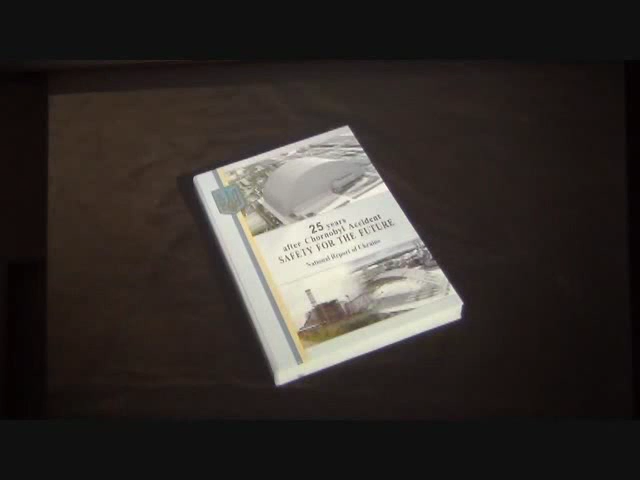 25 years
after Chornobyl Accident
SAFETY FOR THE FUTURE
National Report of Ukraine